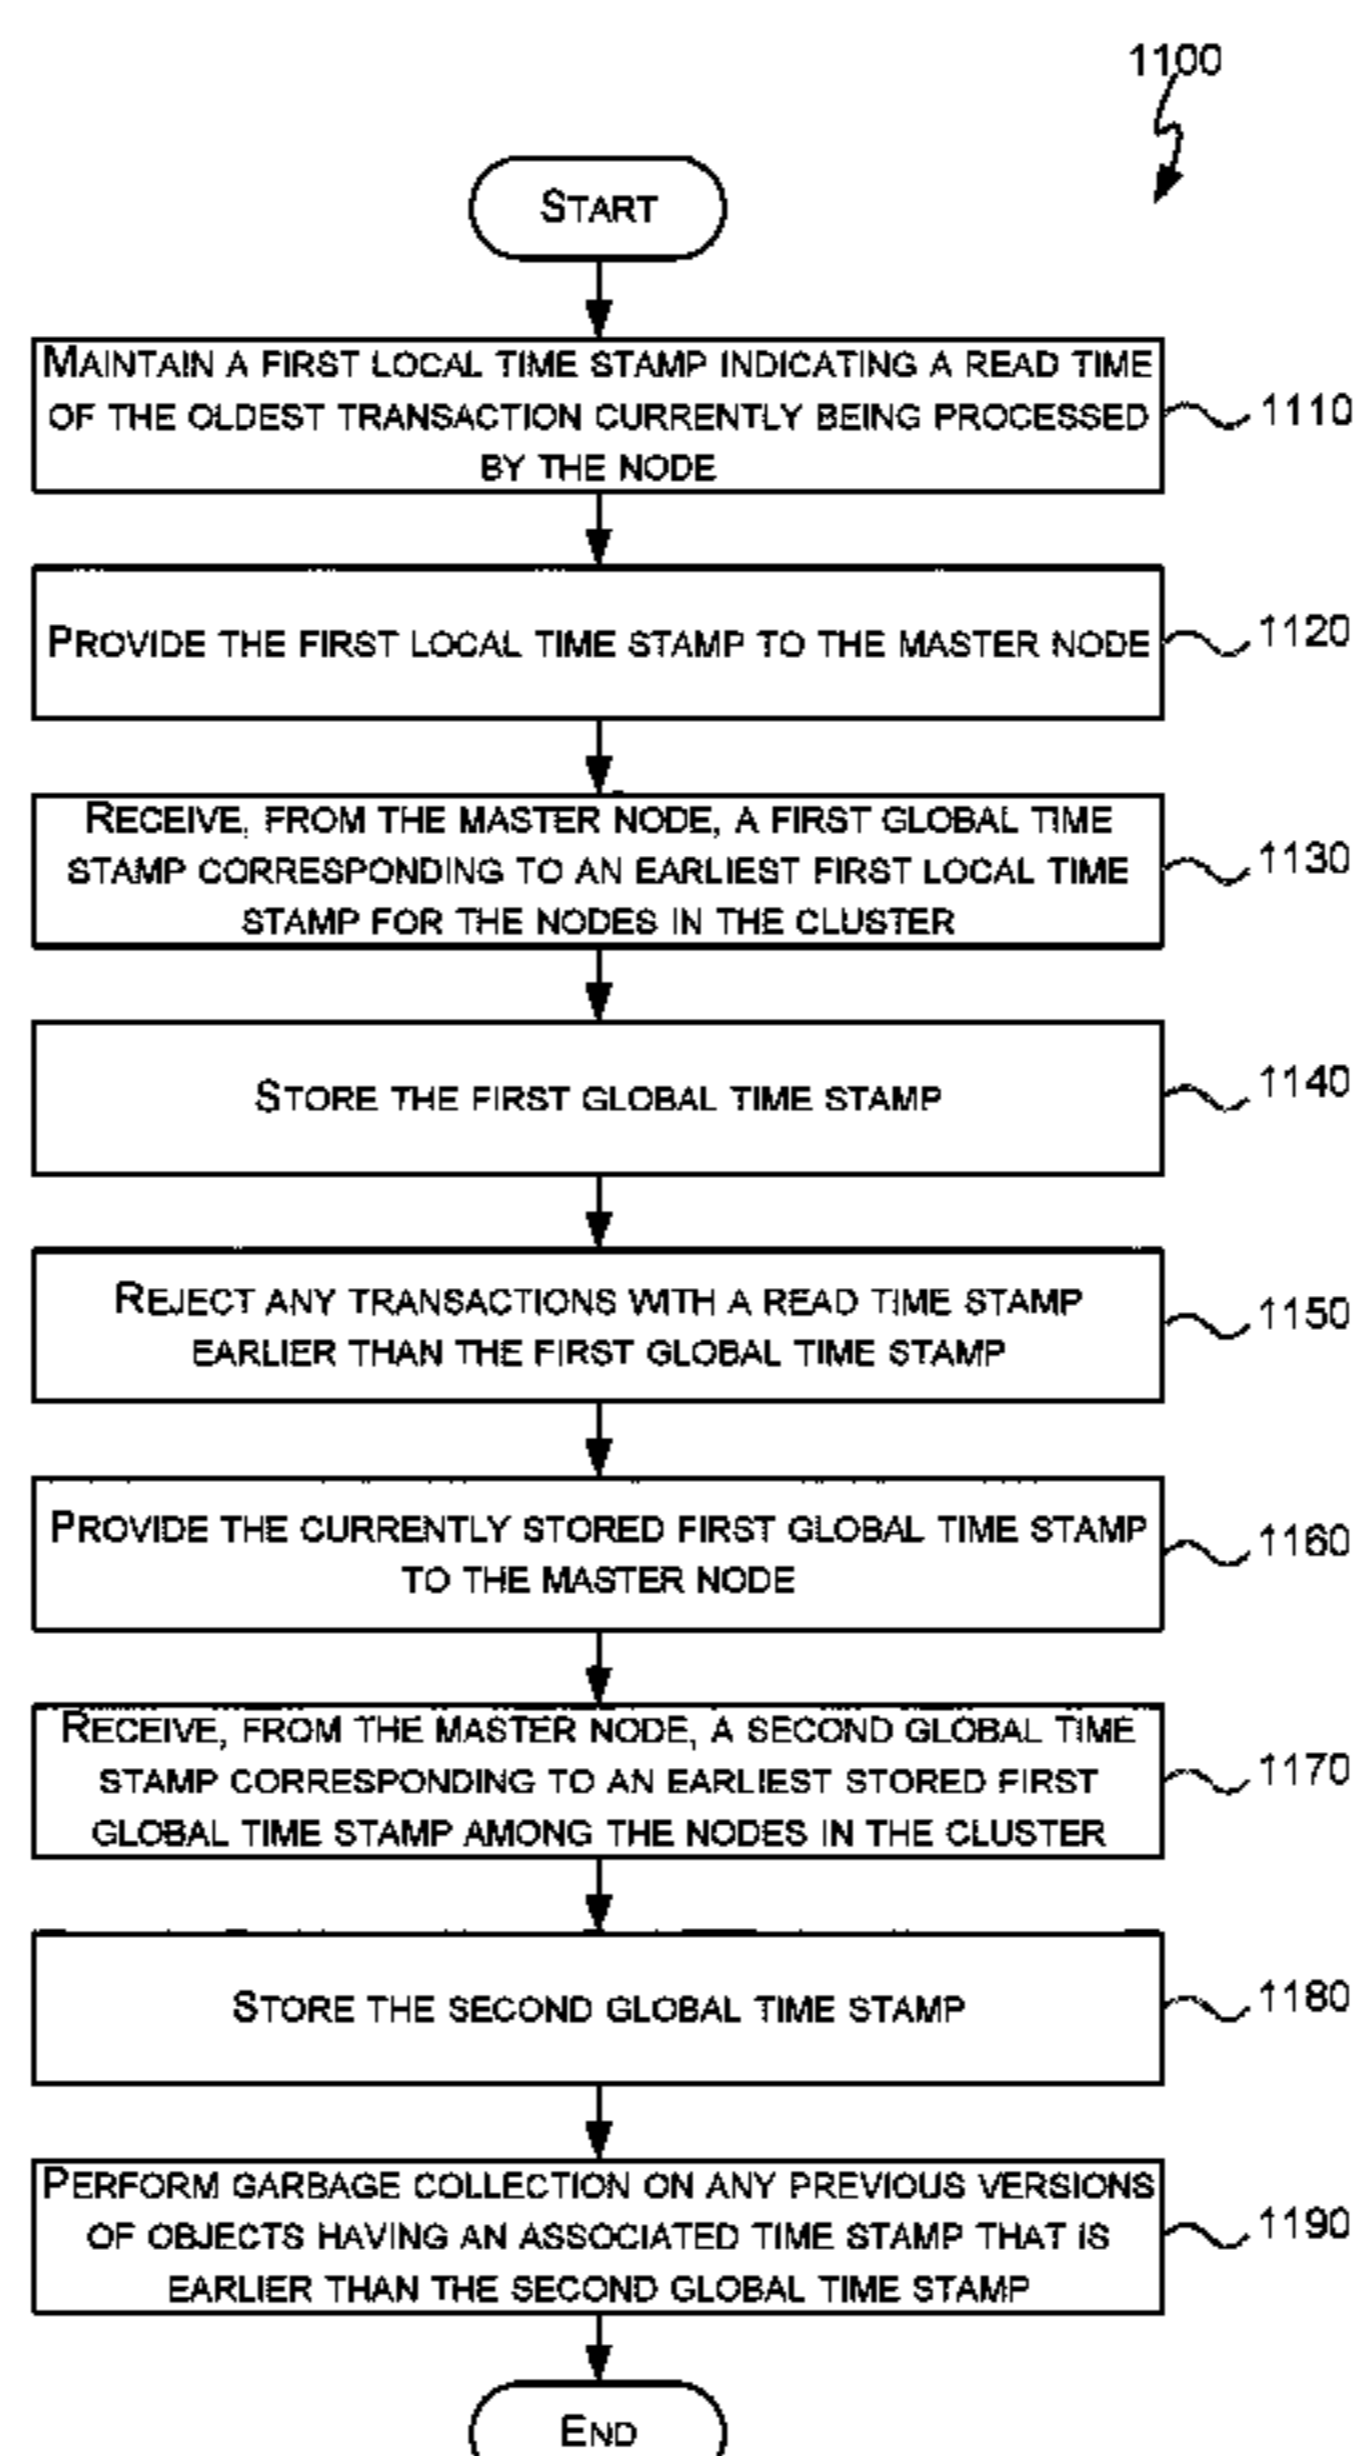 1100
START
MAINTAIN A FIRST LOCAL TIME STAMP INDICATING A READ TIME
OF THE OLDEST TRANSACTION CURRENTLY BEING PROCESSED
BY THE NODE
1110
PROVIDE THE FIRST LOCAL TIME STAMP TO THE MASTER NODE
1120
RECEIVE, FROM THE MASTER NODE, A FIRST GLOBAL TIME
STAMP CORRESPONDING TO AN EARLIEST FIRST LOCAL TIME
STAMP FOR THE NODES IN THE CLUSTER
1130
STORE THE FIRST GLOBAL TIME STAMP
1140
REJECT ANY TRANSACTIONS WITH A READ TIME STAMP
EARLIER THAN THE FIRST GLOBAL TIME STAMP
1150
PROVIDE THE CURRENTLY STORED FIRST GLOBAL TIME STAMP
TO THE MASTER NODE
1160
RECEIVE, FROM THE MASTER NODE, A SECOND GLOBAL TIME
STAMP CORRESPONDING TO AN EARLIEST STORED FIRST
GLOBAL TIME STAMP AMONG THE NODES IN THE CLUSTER
1170
STORE THE SECOND GLOBAL TIME STAMP
1180
PERFORM GARBAGE COLLECTION ON ANY PREVIOUS VERSIONS
OF OBJECTS HAVING AN ASSOCIATED TIME STAMP THAT IS
EARLIER THAN THE SECOND GLOBAL TIME STAMP
1190
END